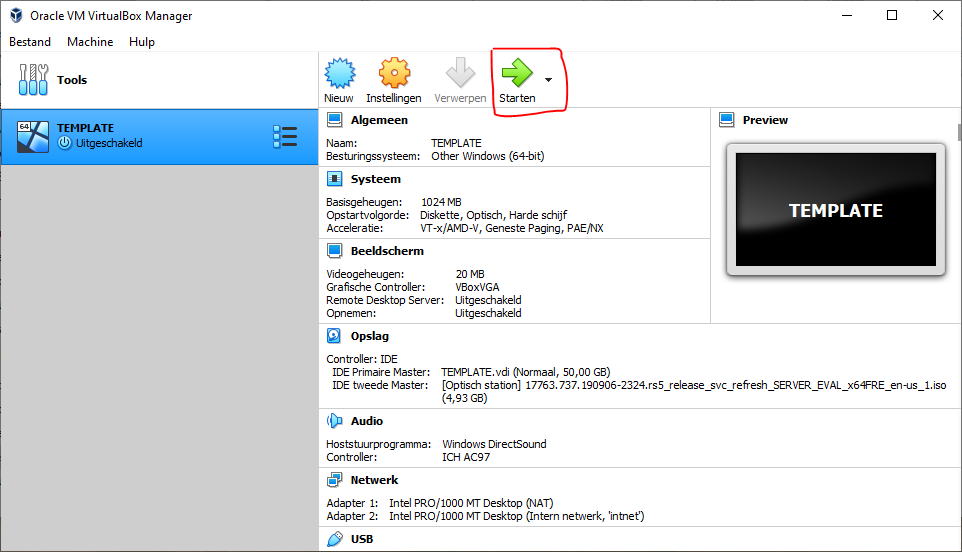 Oracle VM VirtualBox Manager
Bestand Machine Hulp
Tools
Nieuw Instellingen Verwerpen Starten
64
TEMPLATE
Uitgeschakeld
Algemeen
Naam: TEMPLATE
Besturingssysteem: Other Windows (64-bit)
Systeem
Basisgeheugen: 1024 MB
Opstartvolgorde: Diskette, Optisch, Harde schijf
Acceleratie: VT-x/AMD-V, Geneste Paging, PAE/NX
Beeldscherm
Videogeheugen: 20 MB
Grafische Controller: VBoxVGA
Remote Desktop Server: Uitgeschakeld
Opnemen: Uitgeschakeld
Preview
TEMPLATE
Opslag
Controller: IDE
IDE Primaire Master: TEMPLATE.vdi (Normaal, 50,00 GB)
IDE tweede Master: [Optisch station] 17763.737.190906-2324.rs5_release_svc_refresh_SERVER_EVAL_x64FRE_en-us_1.iso
(4,93 GB)
Audio
Hoststuurprogramma: Windows DirectSound
Controller: ICH AC97
Netwerk
Adapter 1: Intel PRO/1000 MT Desktop (NAT)
Adapter 2: Intel PRO/1000 MT Desktop (Intern netwerk, 'intnet')
USB